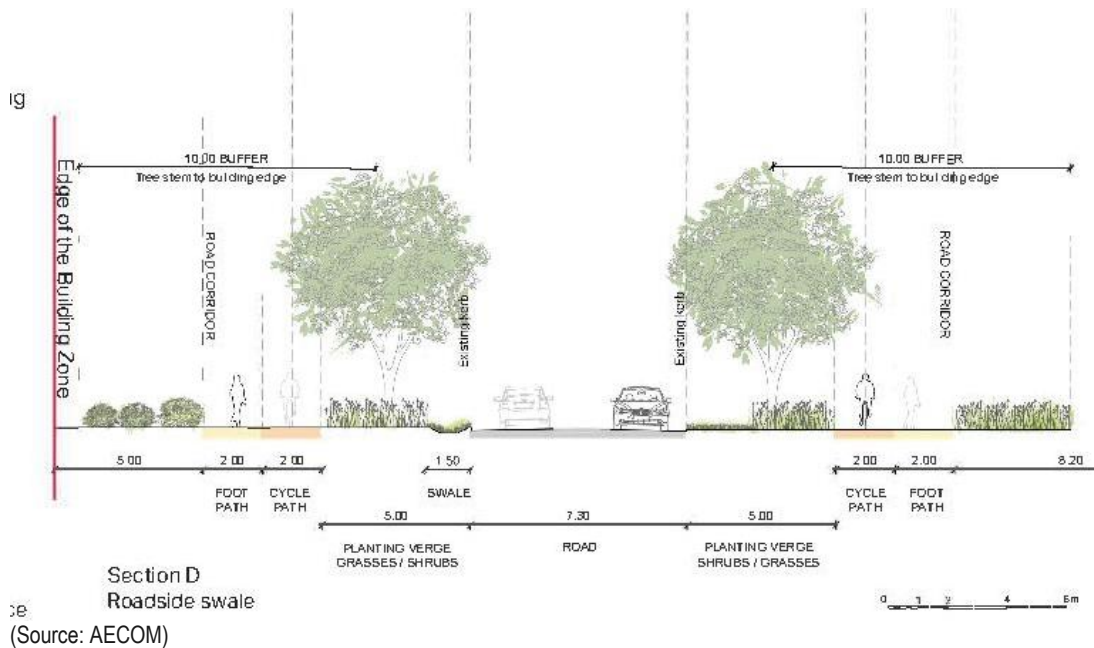 10.00 BUFFER
Tree stem to building edge
10.00 BUFFER
Tree stem to building edge
Edge of the Building Zone
ROAD CORRIDOR
Existing kerb
Existing kerb
ROAD CORRIDOR
5.00
2.00
2.00
1.50
2.00
2.00
8.20
FOOT
PATH
CYCLE
PATH
SWALE
CYCLE
PATH
FOOT
PATH
5.00
7.30
5.00
PLANTING VERGE
GRASSES / SHRUBS
ROAD
PLANTING VERGE
SHRUBS / GRASSES
Section D
Roadside swale
0 1 2 4 6m
(Source: AECOM)